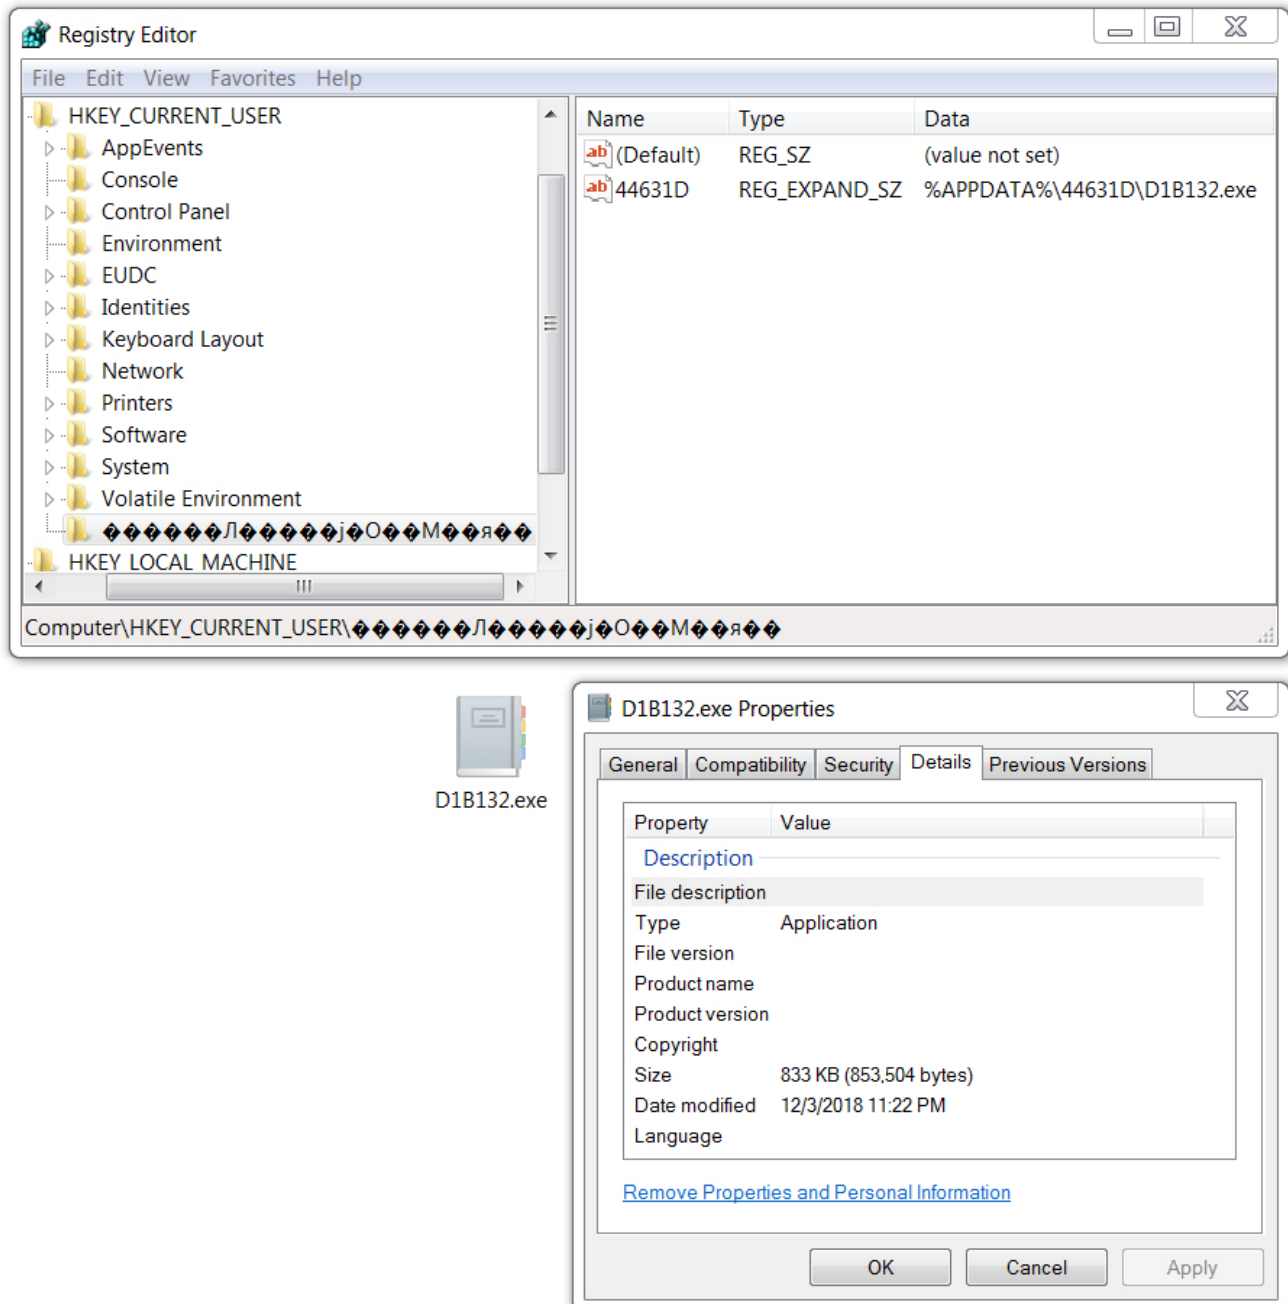 Registry Editor
File Edit View Favorites Help
HKEY_CURRENT_USER
AppEvents
Console
Control Panel
Environment
EUDC
Identities
Keyboard Layout
Network
Printers
Software
System
Volatile Environment
������Л�����ј�О��М��я��
HKEY_LOCAL_MACHINE
Name Type Data
(Default) REG_SZ (value not set)
44631D REG_EXPAND_SZ %APPDATA%\44631D\D1B132.exe
Computer\HKEY_CURRENT_USER\������Л�����ј�О��М��я��
D1B132.exe
D1B132.exe Properties
General Compatibility Security Details Previous Versions
Property Value
Description
File description
Type Application
File version
Product name
Product version
Copyright
Size 833 KB (853,504 bytes)
Date modified 12/3/2018 11:22 PM
Language
Remove Properties and Personal Information
OK Cancel Apply